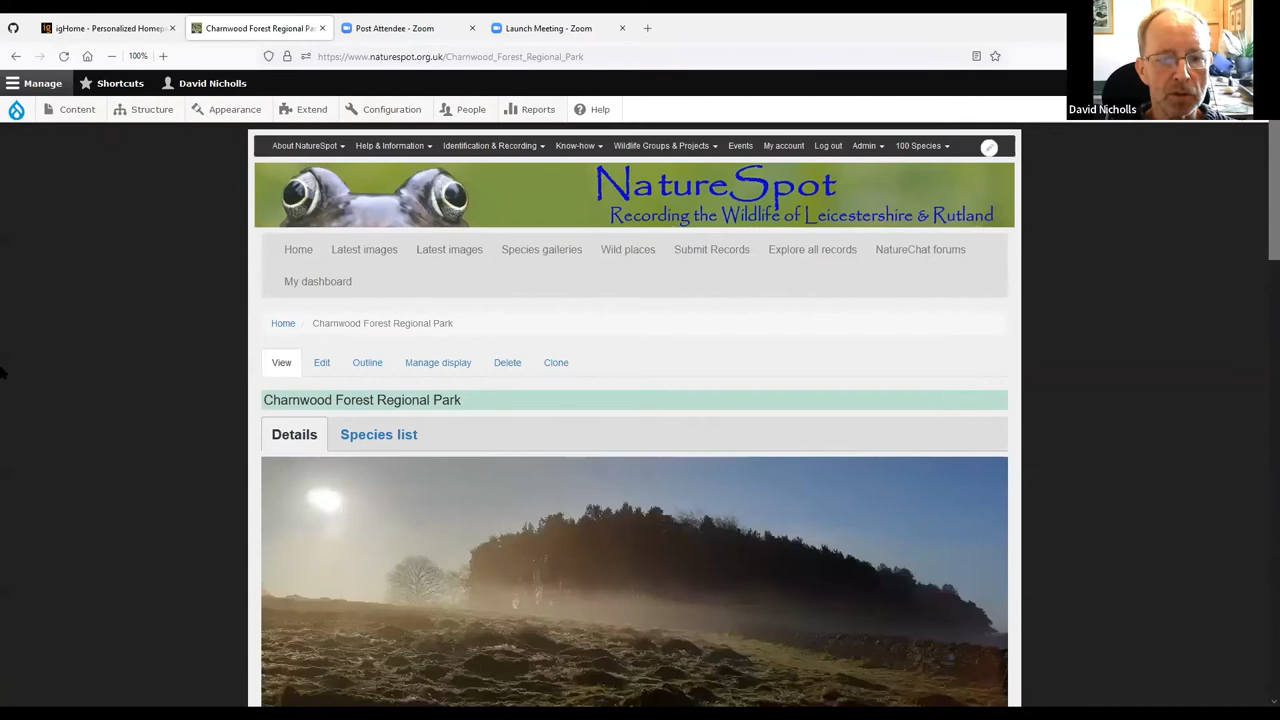 igHome - Personalized Homep
Charnwood Forest Regional Pa
Post Attendee - Zoom
Launch Meeting - Zoom
100%
https://www.naturespot.org.uk/Charnwood_Forest_Regional_Park
David Nicholls
Manage
Shortcuts
David Nicholls
Content
Structure
Appearance
Extend
Configuration
People
Reports
Help
About NatureSpot
Help & Information
Identification & Recording
Know-how
Wildlife Groups & Projects
Events
My account
Log out
Admin
100 Species
NatureSpot
Recording the Wildlife of Leicestershire & Rutland
Home
Latest images
Latest images
Species galleries
Wild places
Submit Records
Explore all records
NatureChat forums
My dashboard
Home / Charnwood Forest Regional Park
View
Edit
Outline
Manage display
Delete
Clone
Charnwood Forest Regional Park
Details
Species list